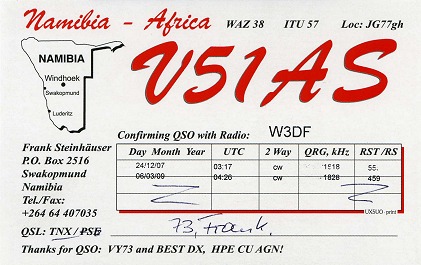 Namibia - Africa WAZ 38 ITU 57 Loc: JG77gh
V51AS
NAMIBIA
Windhoek
Swakopmund
Luderitz
Confirming QSO with Radio: W3DF
Frank Steinhäuser
P.O. Box 2516
Swakopmund
Namibia
Tel./Fax:
+264 64 407035
Day Month Year UTC 2 Way QRG, kHz RST /RS
24/12/07 03:17 cw 1818 55.
06/03/09 04:26 cw 1828 459
UX5UO print
QSL: TNX / PSE
73, Frank.
Thanks for QSO: VY73 and BEST DX, HPE CU AGN!